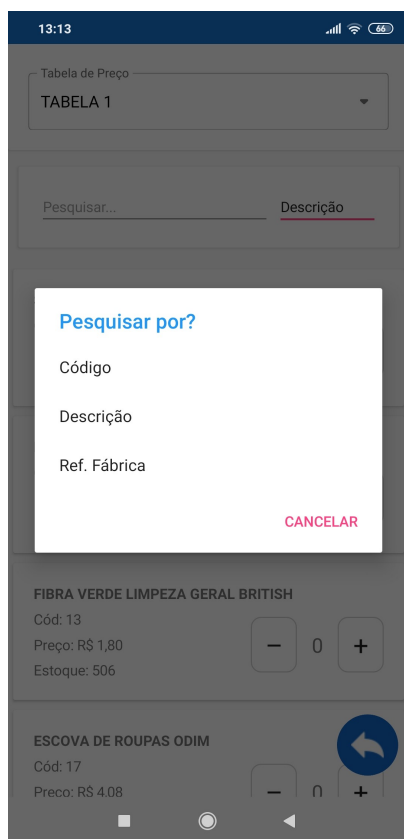 13:13
66
Tabela de Preço
TABELA 1
Pesquisar...
Descrição
Pesquisar por?
Código
Descrição
Ref. Fábrica
CANCELAR
FIBRA VERDE LIMPEZA GERAL BRITISH
Cód: 13
Preço: R$ 1,80
− 0 +
Estoque: 506
ESCOVA DE ROUPAS ODIM
Cód: 17
Preço: R$ 4,08
− 0 +